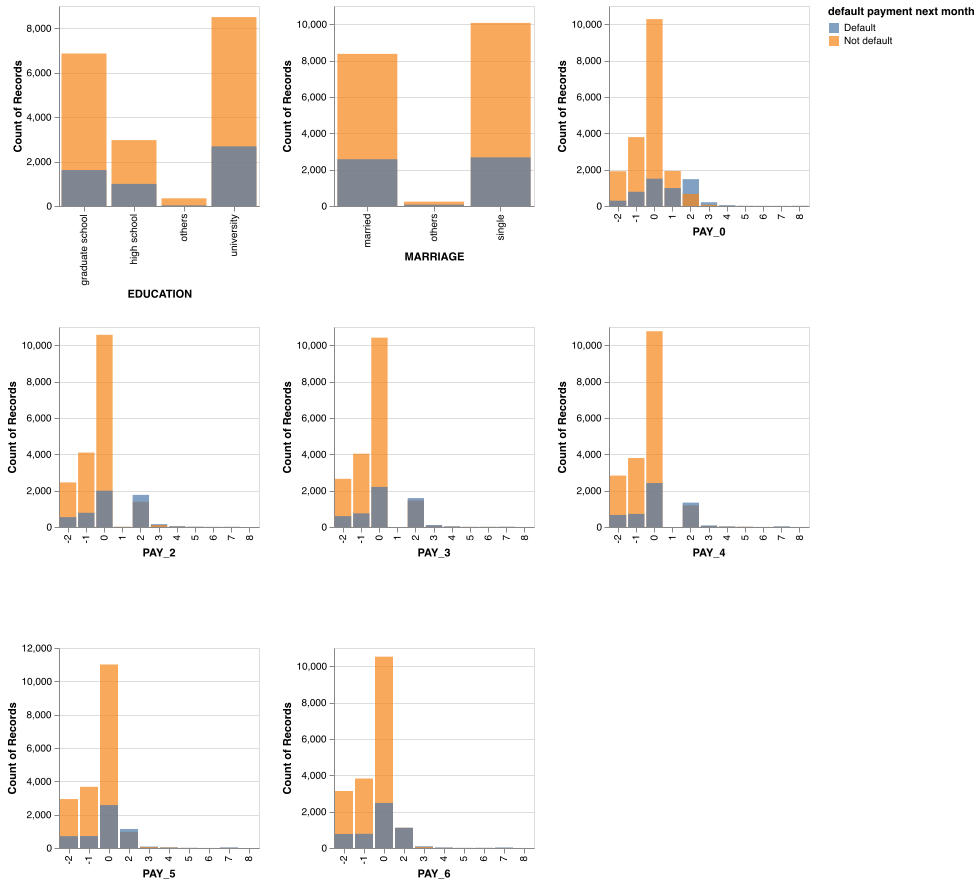 8,000
6,000
4,000
2,000
0
Count of Records
graduate school
high school
others
university
EDUCATION
10,000
8,000
6,000
4,000
2,000
0
Count of Records
married
others
single
MARRIAGE
10,000
8,000
6,000
4,000
2,000
0
Count of Records
-2 -1 0 1 2 3 4 5 6 7 8
PAY_0
default payment next month
Default
Not default
10,000
8,000
6,000
4,000
2,000
0
Count of Records
-2 -1 0 1 2 3 4 5 6 7 8
PAY_2
10,000
8,000
6,000
4,000
2,000
0
Count of Records
-2 -1 0 1 2 3 4 5 6 7 8
PAY_3
10,000
8,000
6,000
4,000
2,000
0
Count of Records
-2 -1 0 1 2 3 4 5 6 7 8
PAY_4
12,000
10,000
8,000
6,000
4,000
2,000
0
Count of Records
-2 -1 0 2 3 4 5 6 7 8
PAY_5
10,000
8,000
6,000
4,000
2,000
0
Count of Records
-2 -1 0 2 3 4 5 6 7 8
PAY_6